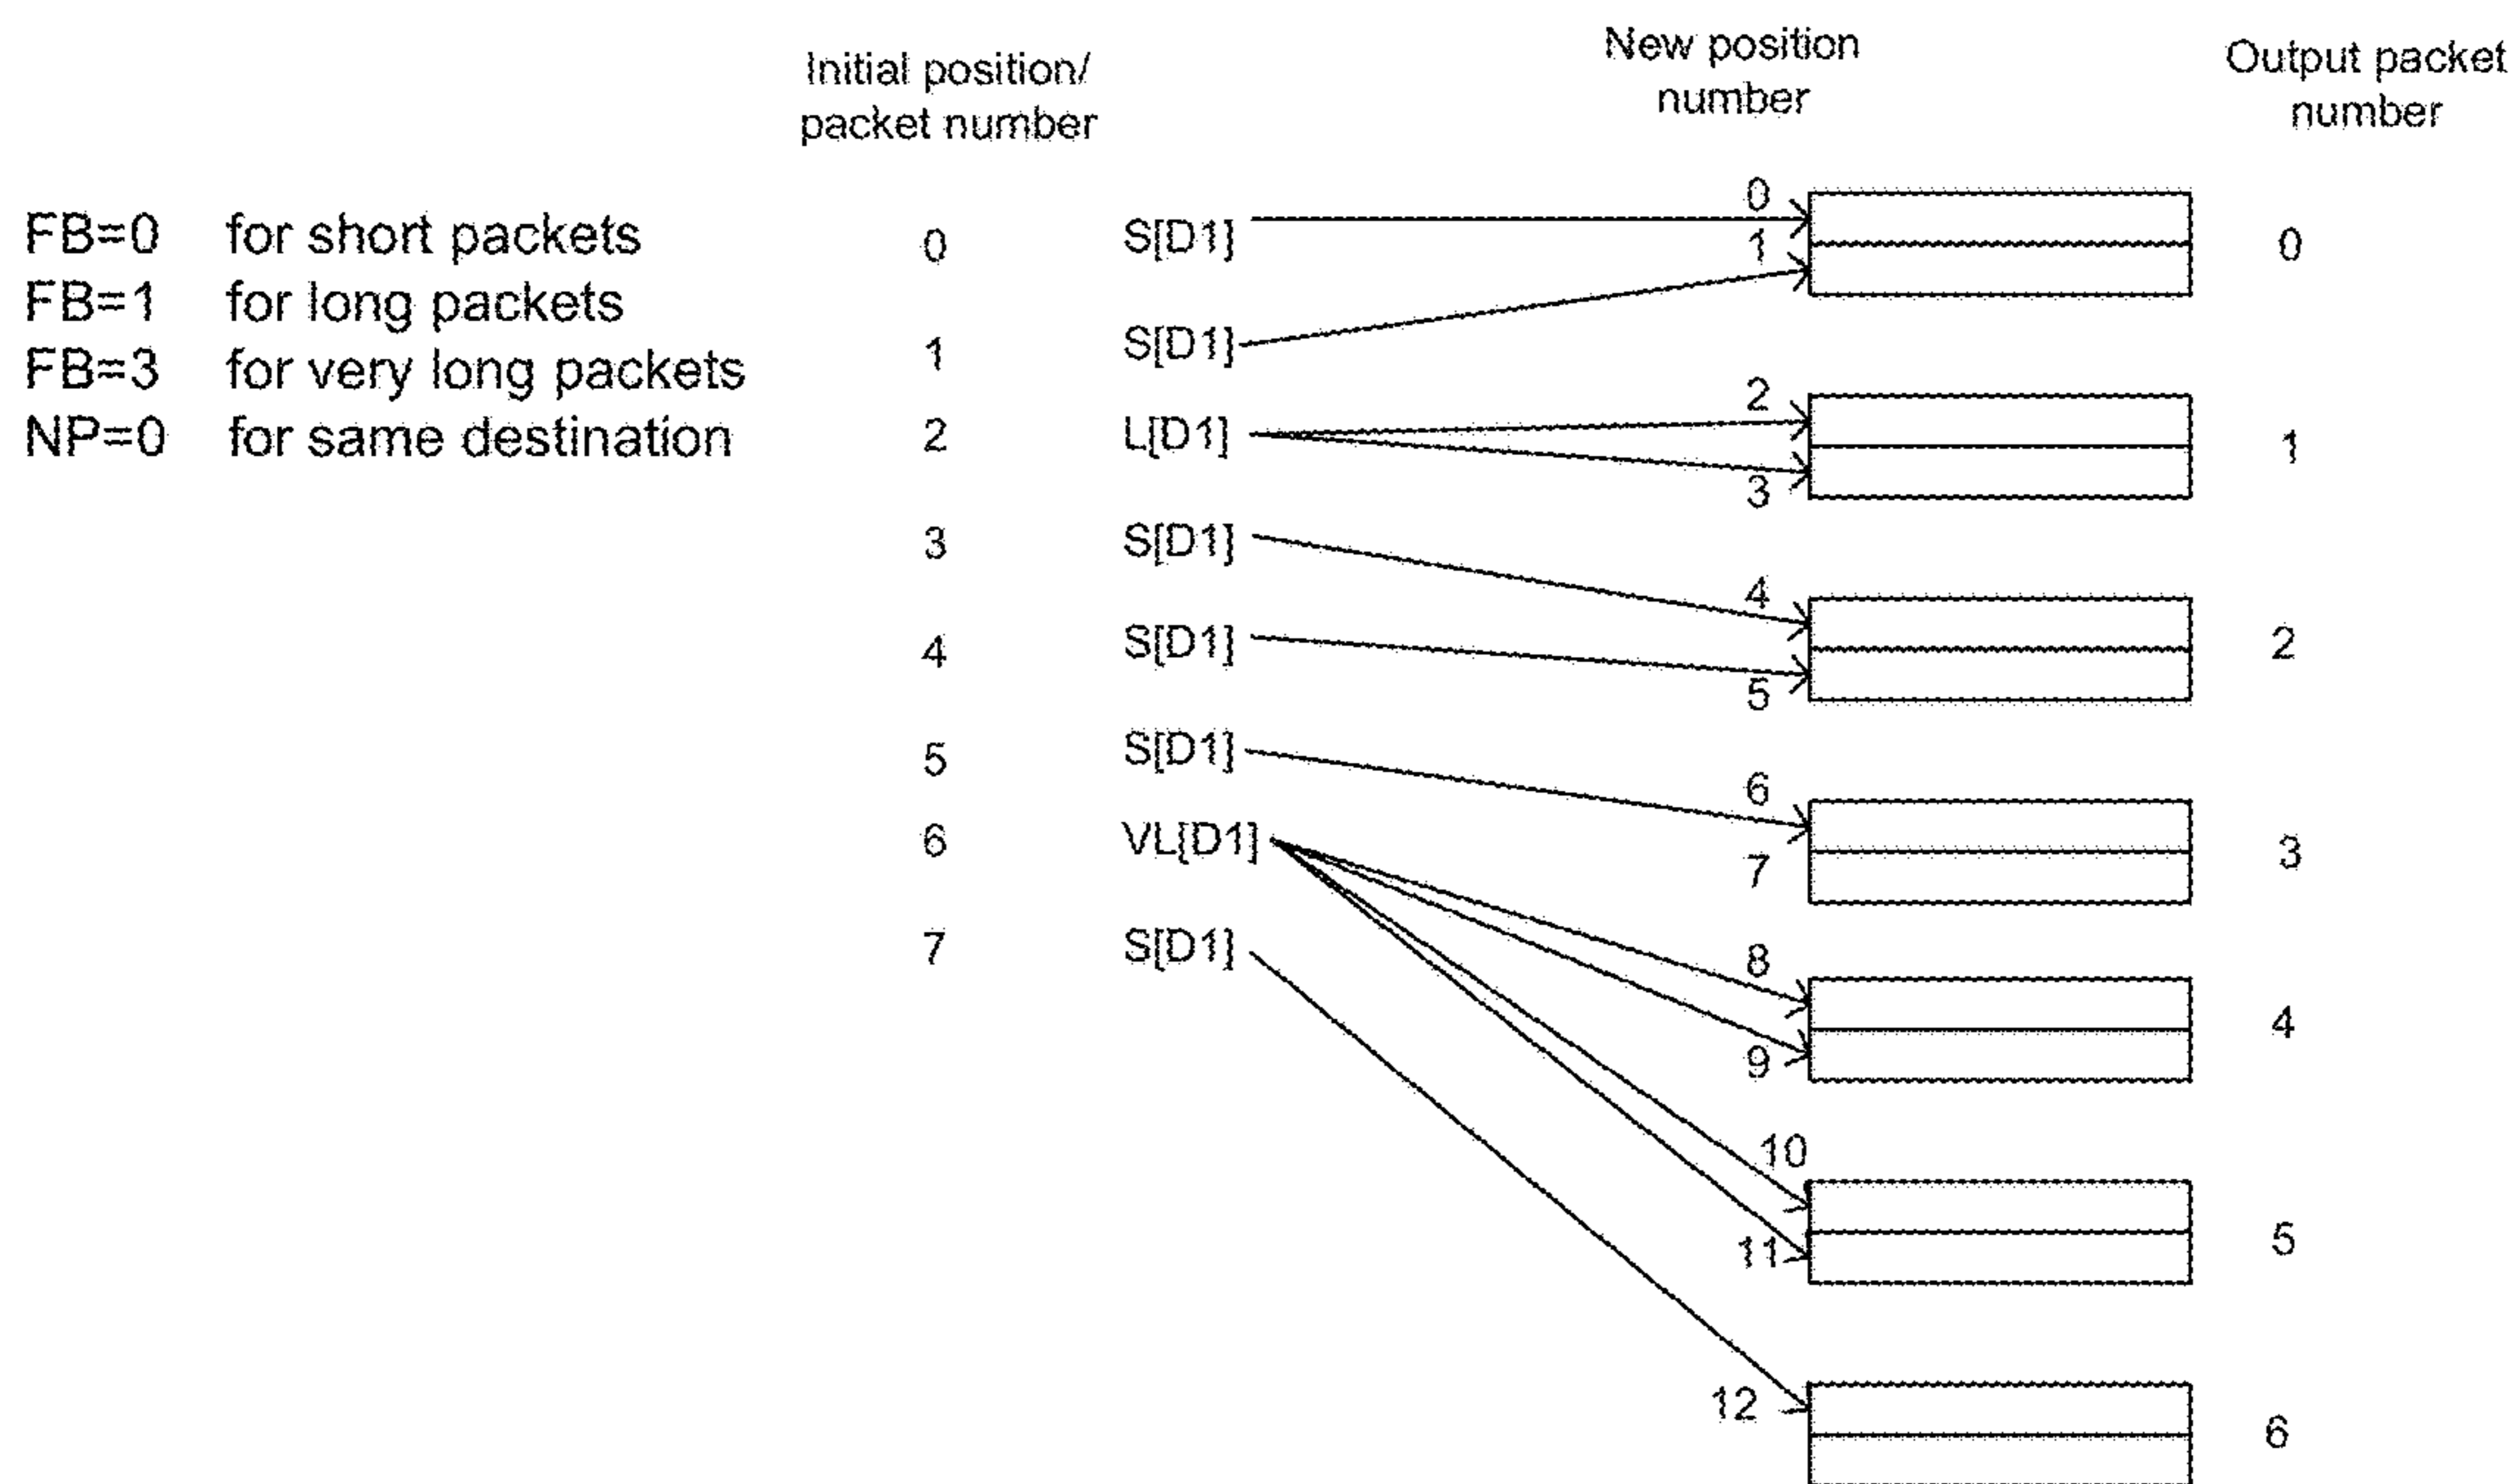 Initial position/
packet number
New position
number
Output packet
number
FB=0 for short packets
FB=1 for long packets
FB=3 for very long packets
NP=0 for same destination
0 S[D1] 0 1 0
1 S[D1]
2 L[D1] 2 3 1
3 S[D1]
4 S[D1] 4 5 2
5 S[D1] 6 7 3
6 VL[D1]
7 S[D1] 8 9 4
10 11 5
12 6